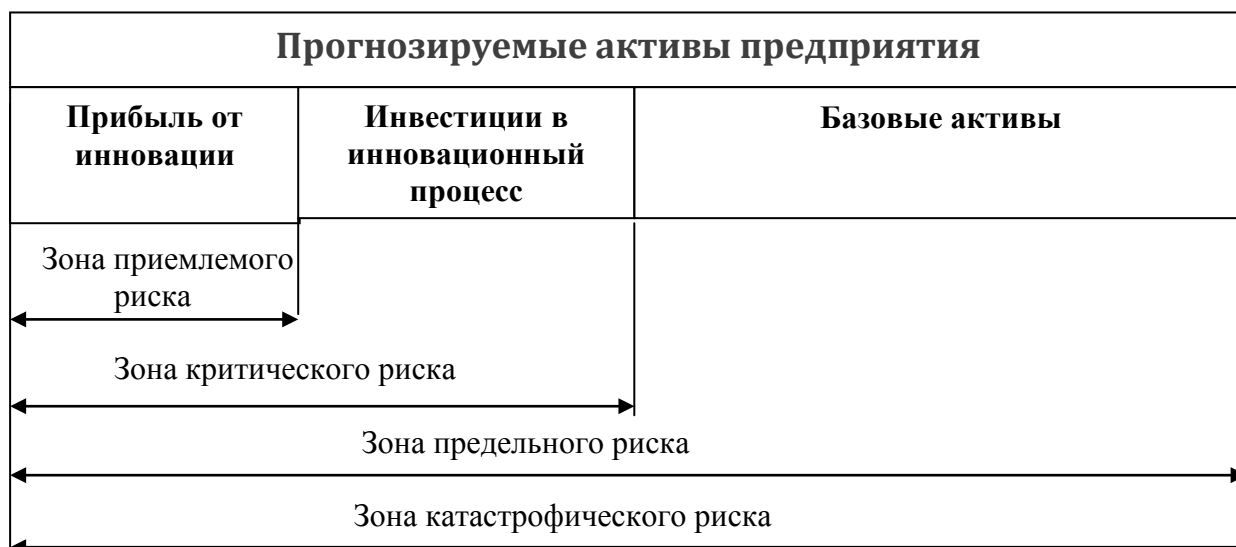 Прогнозируемые активы предприятия
Прибыль от
инновации
Инвестиции в
инновационный
процесс
Базовые активы
Зона приемлемого
риска
Зона критического риска
Зона предельного риска
Зона катастрофического риска